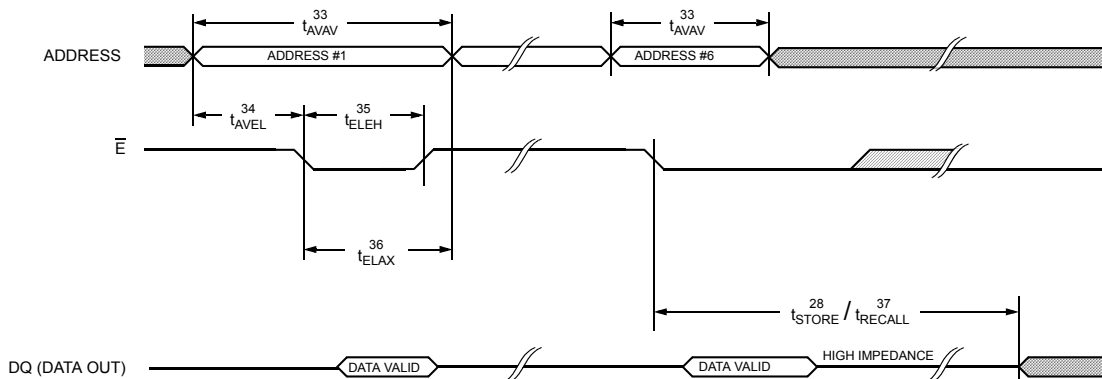 33
tAVAV
33
tAVAV
ADDRESS
ADDRESS #1
ADDRESS #6
34
tAVEL
35
tELEH
E
36
tELAX
28
tSTORE / 37
tRECALL
DQ (DATA OUT)
DATA VALID
DATA VALID
HIGH IMPEDANCE